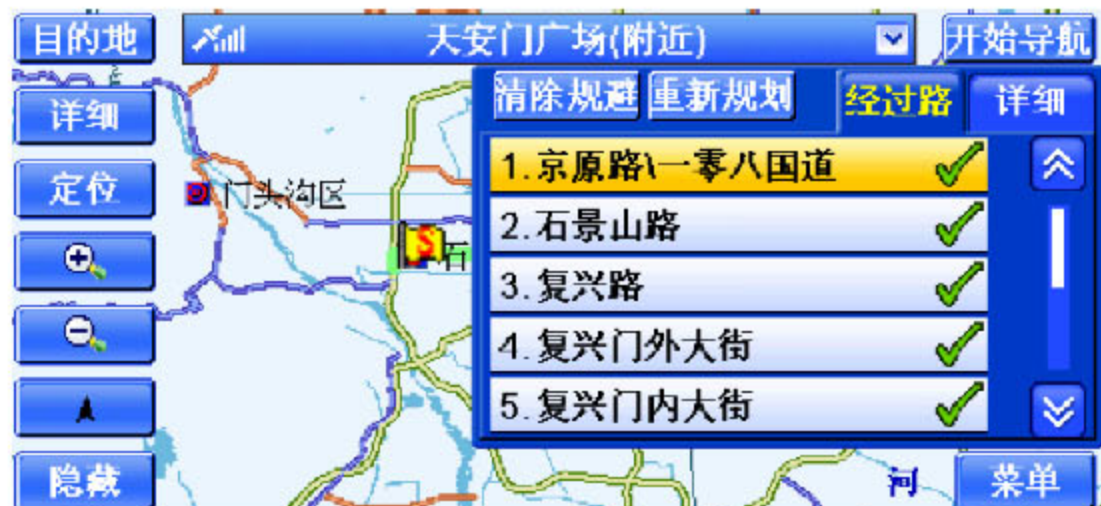 目的地
天安门广场(附近)
开始导航
清除规避
重新规划
经过路
详细
详细
1.京原路\一零八国道
定位
门头沟区
2.石景山路
S
石
3.复兴路
4.复兴门外大街
5.复兴门内大街
隐藏
河
菜单